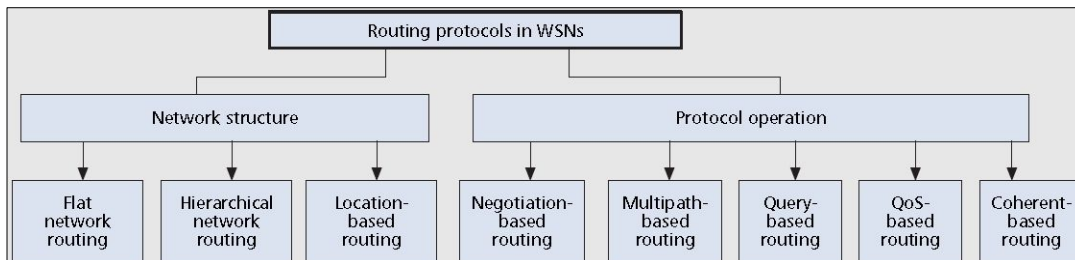 Routing protocols in WSNs
Network structure
Protocol operation
Flat
network
routing
Hierarchical
network
routing
Location-
based
routing
Negotiation-
based
routing
Multipath-
based
routing
Query-
based
routing
QoS-
based
routing
Coherent-
based
routing